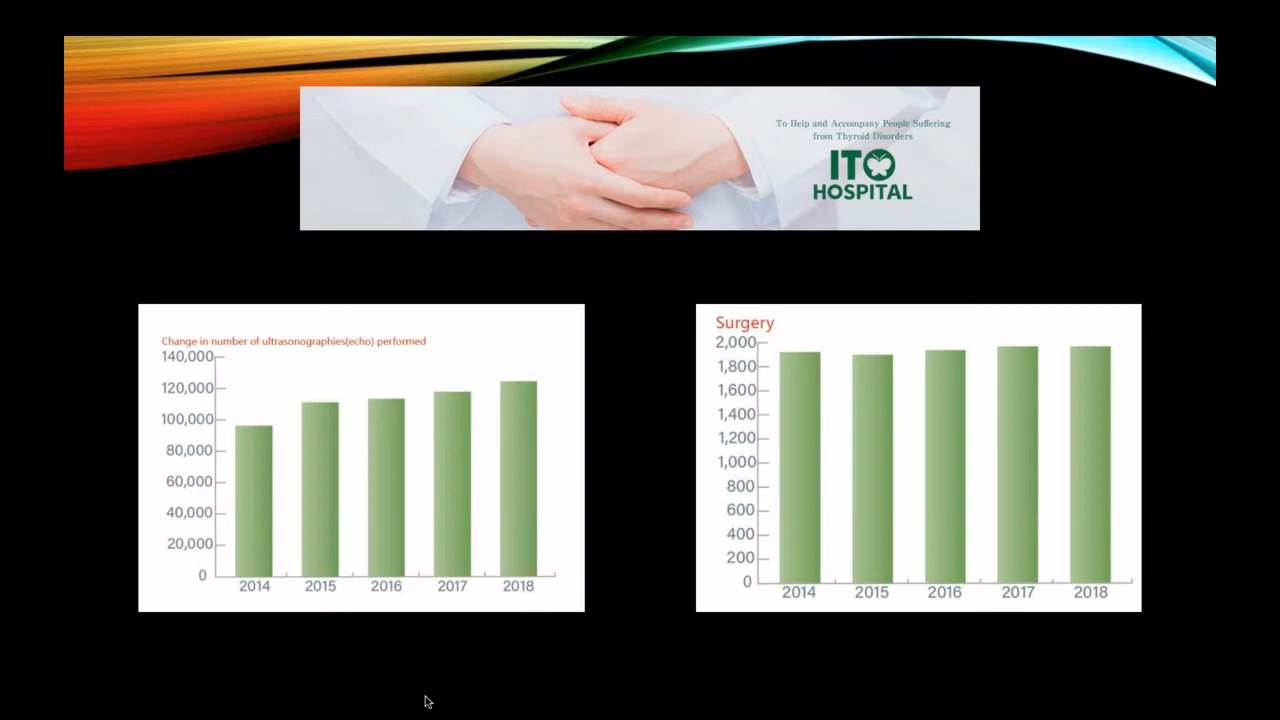 To Help and Accompany People Suffering
from Thyroid Disorders
ITO
HOSPITAL
Change in number of ultrasonographies(echo) performed
140,000
120,000
100,000
80,000
60,000
40,000
20,000
0
2014 2015 2016 2017 2018
Surgery
2,000
1,800
1,600
1,400
1,200
1,000
800
600
400
200
0
2014 2015 2016 2017 2018